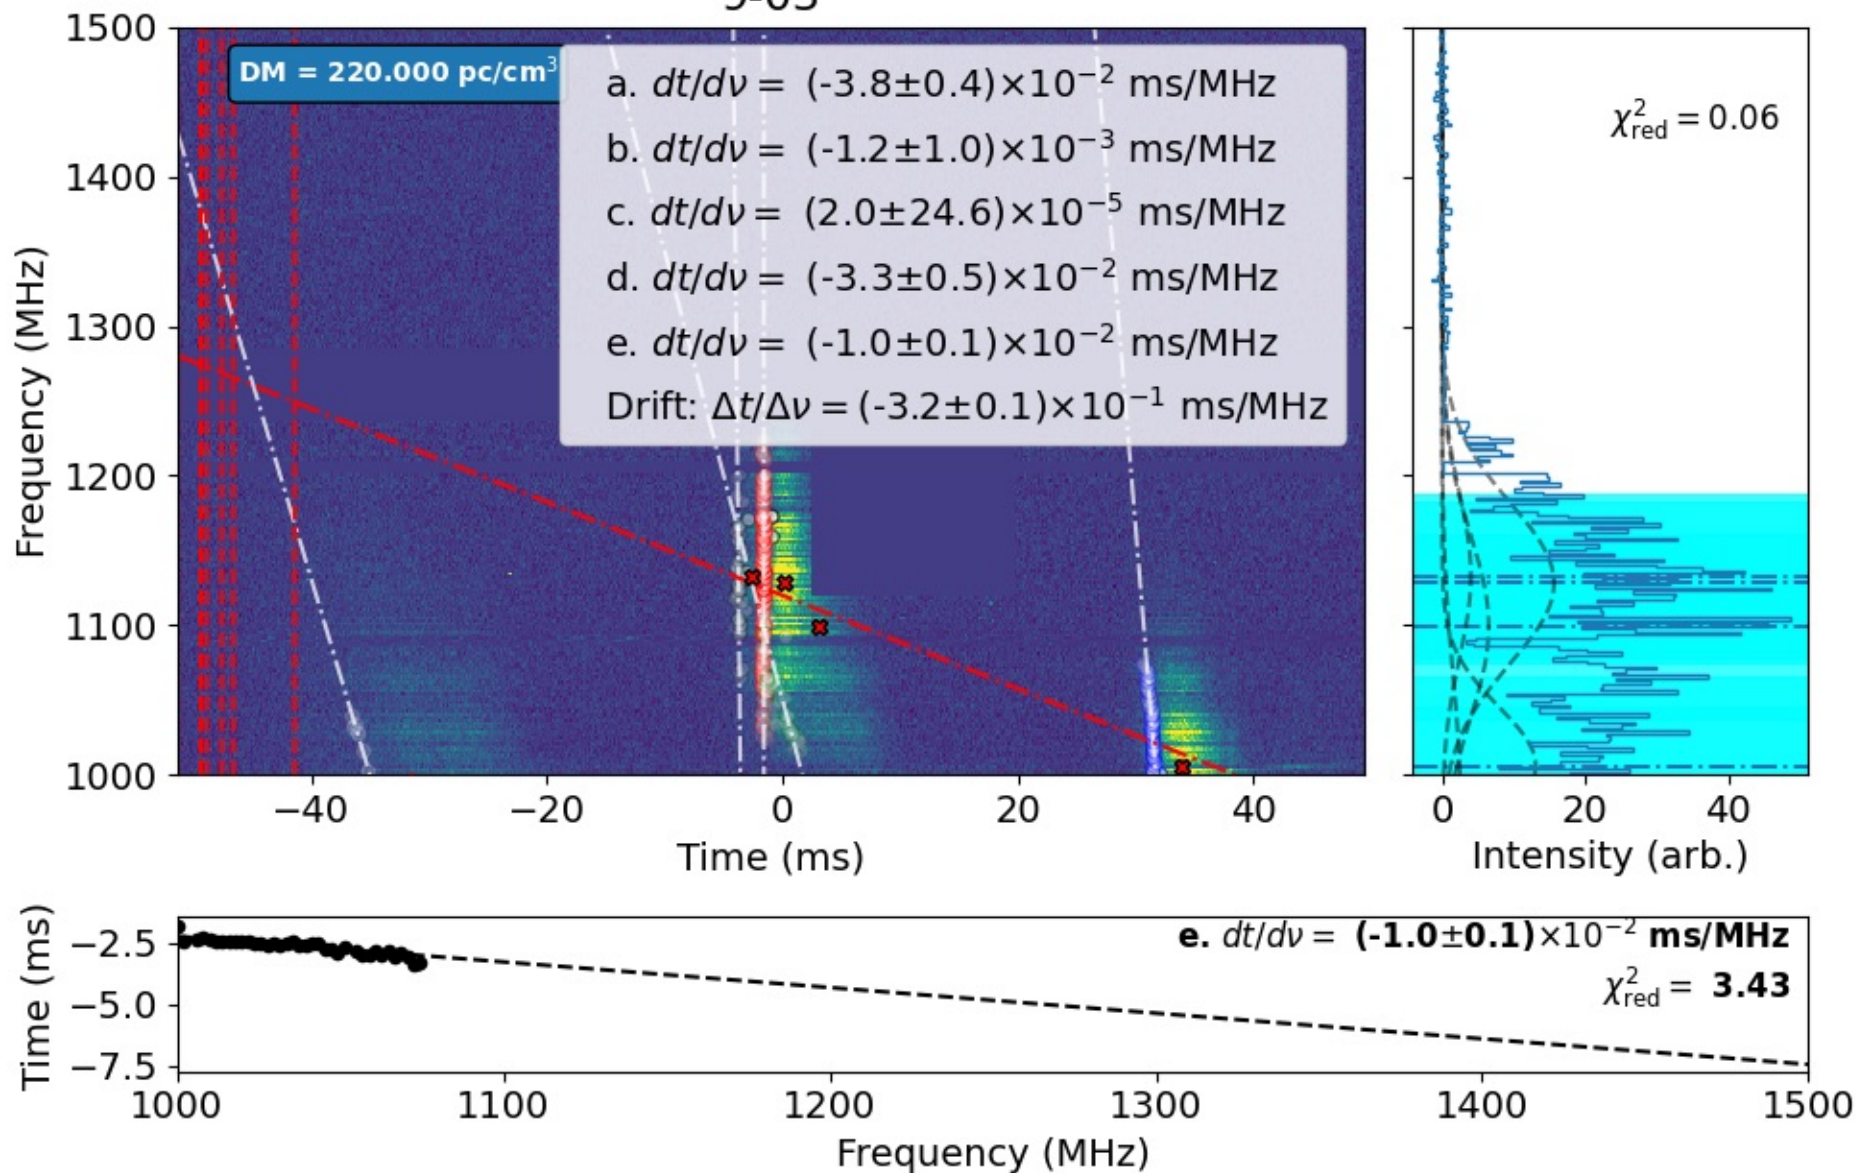 1500
1400
1300
1200
1100
1000
Frequency (MHz)
DM = 220.000 pc/cm³
a. dt/dν = (-3.8±0.4)×10⁻² ms/MHz
b. dt/dν = (-1.2±1.0)×10⁻³ ms/MHz
c. dt/dν = (2.0±24.6)×10⁻⁵ ms/MHz
d. dt/dν = (-3.3±0.5)×10⁻² ms/MHz
e. dt/dν = (-1.0±0.1)×10⁻² ms/MHz
Drift: Δt/Δν = (-3.2±0.1)×10⁻¹ ms/MHz
−40 −20 0 20 40
Time (ms)
χ²red = 0.06
0 20 40
Intensity (arb.)
Time (ms)
−2.5
−5.0
−7.5
e. dt/dν = (-1.0±0.1)×10⁻² ms/MHz
χ²red = 3.43
1000 1100 1200 1300 1400 1500
Frequency (MHz)